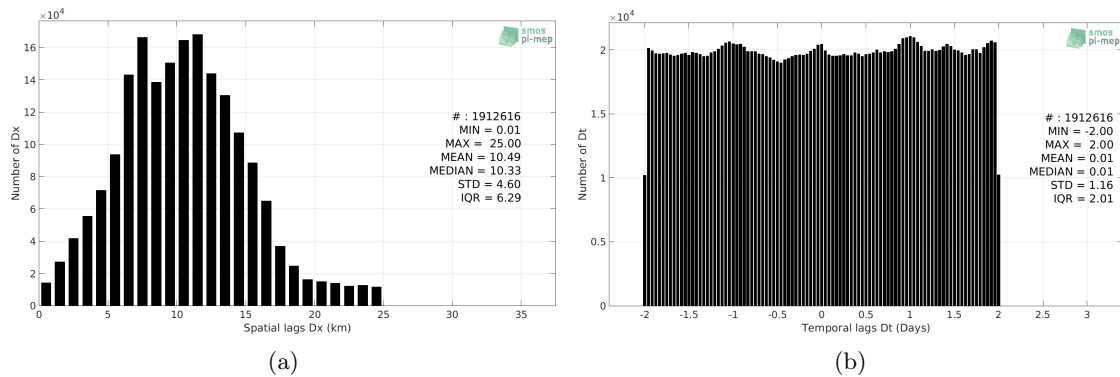 ×10⁴
16
14
12
10
8
6
4
2
0
Number of Dx
0 5 10 15 20 25 30 35
Spatial lags Dx (km)
smos
pi-mep
# : 1912616
MIN = 0.01
MAX = 25.00
MEAN = 10.49
MEDIAN = 10.33
STD = 4.60
IQR = 6.29
(a)
×10⁴
2
1.5
1
0.5
0
Number of Dt
-2 -1.5 -1 -0.5 0 0.5 1 1.5 2 2.5 3
Temporal lags Dt (Days)
smos
pi-mep
# : 1912616
MIN = -2.00
MAX = 2.00
MEAN = 0.01
MEDIAN = 0.01
STD = 1.16
IQR = 2.01
(b)